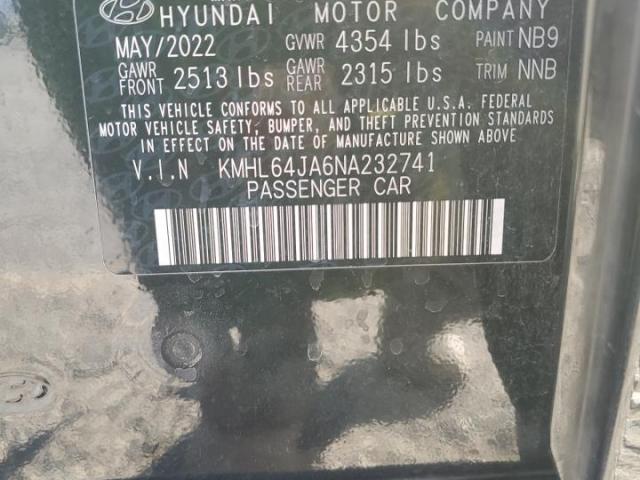 HYUNDAI MOTOR COMPANY
MAY/2022 GVWR 4354 lbs PAINT NB9
GAWR FRONT 2513 lbs GAWR REAR 2315 lbs TRIM NNB
THIS VEHICLE CONFORMS TO ALL APPLICABLE U.S.A. FEDERAL
MOTOR VEHICLE SAFETY, BUMPER, AND THEFT PREVENTION STANDARDS
IN EFFECT ON THE DATE OF MANUFACTURE SHOWN ABOVE.
V.I.N KMHL64JA6NA232741
PASSENGER CAR